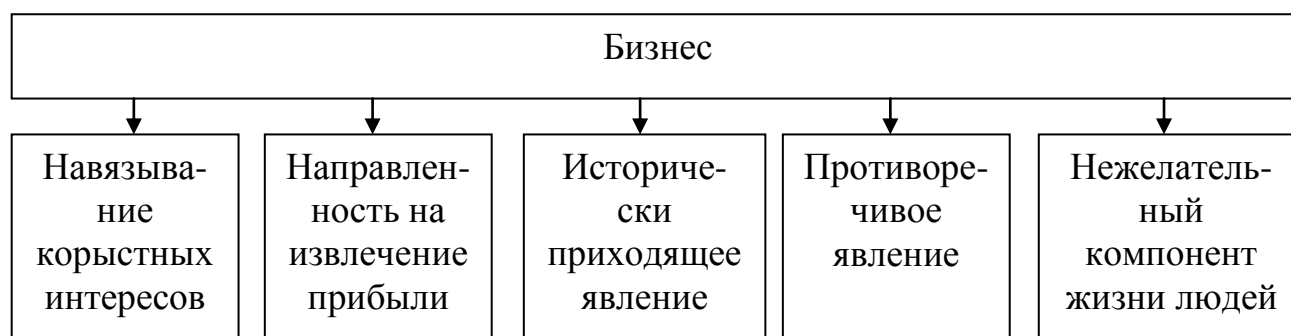 Бизнес
Навязыва-
ние
корыстных
интересов
Направлен-
ность на
извлечение
прибыли
Историче-
ски
приходящее
явление
Противоре-
чивое
явление
Нежелатель-
ный
компонент
жизни людей